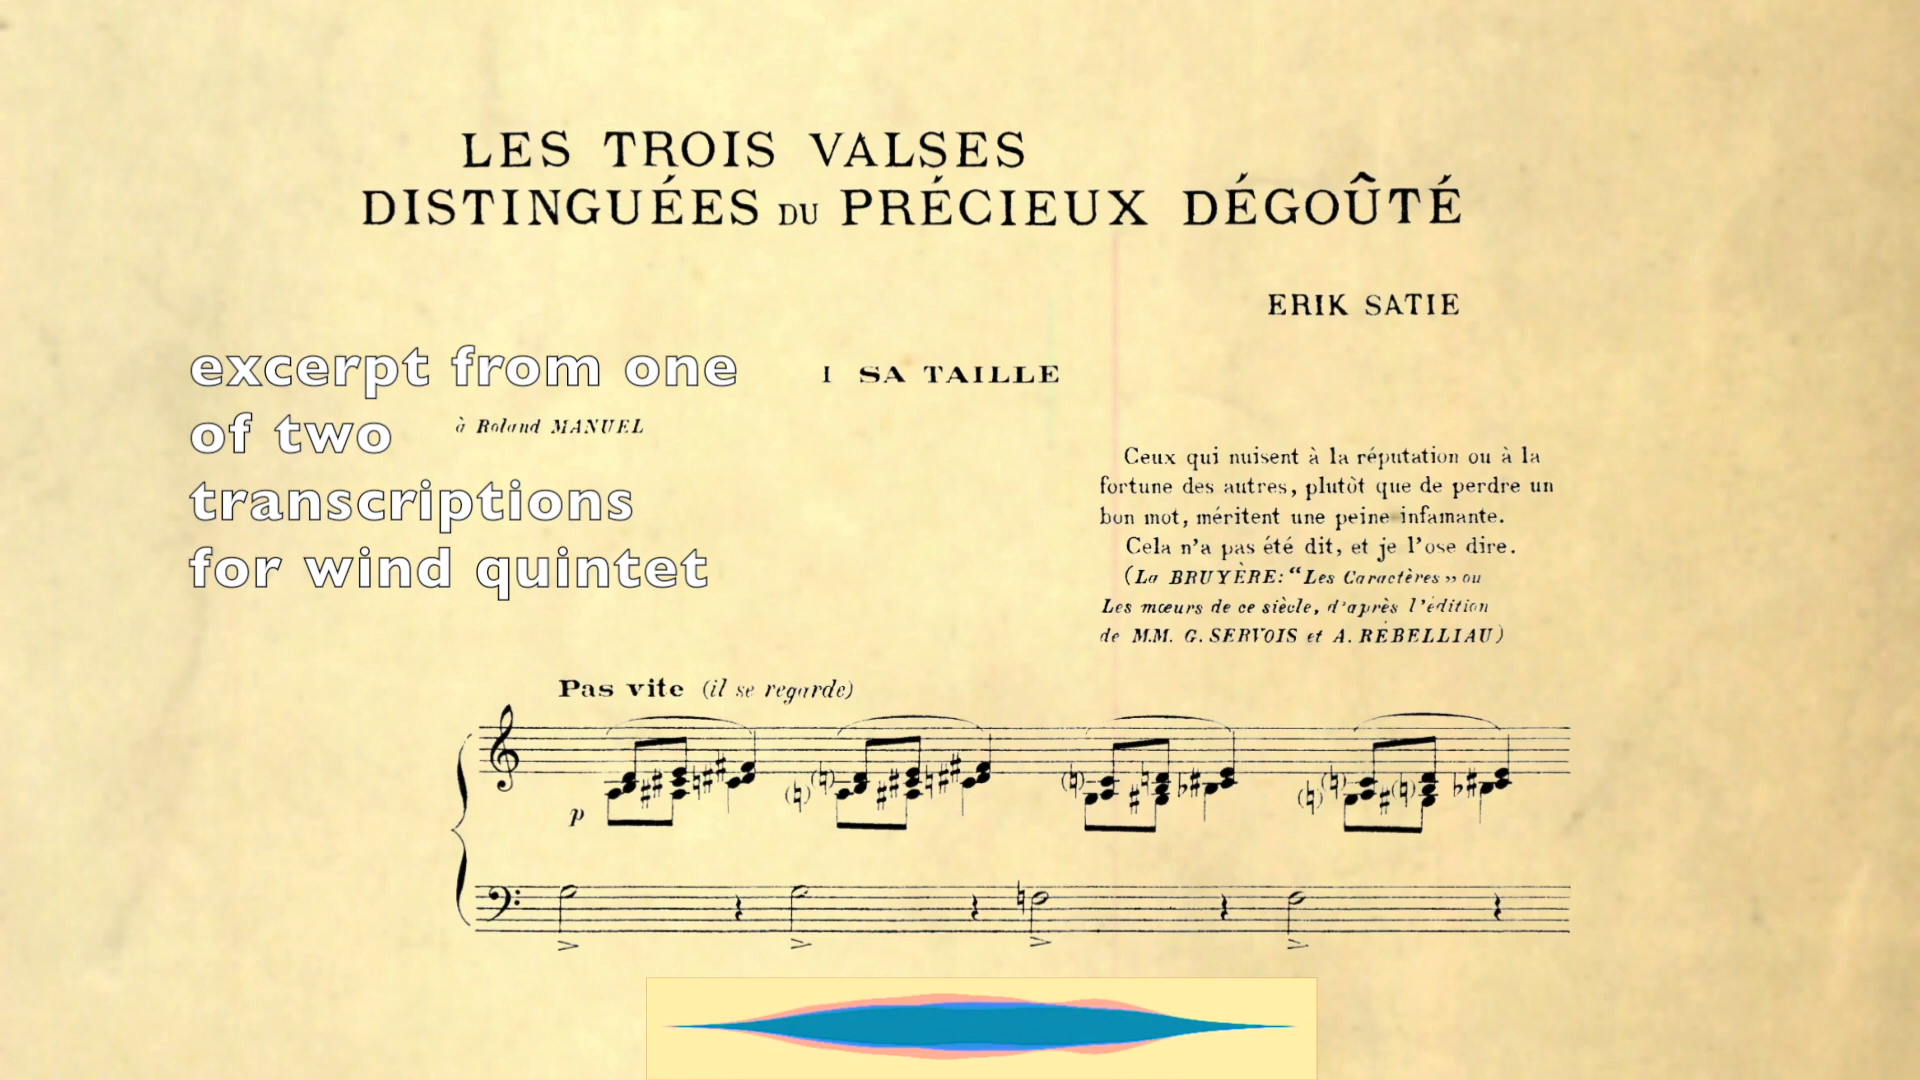 LES TROIS VALSES
DISTINGUÉES DU PRÉCIEUX DÉGOÛTÉ
ERIK SATIE
excerpt from one
of two
transcriptions
for wind quintet
I SA TAILLE
à Roland MANUEL
Ceux qui nuisent à la réputation ou à la
fortune des autres, plutôt que de perdre un
bon mot, méritent une peine infamante.
Cela n'a pas été dit, et je l'ose dire.
(La BRUYÈRE: “Les Caractères” ou
Les mœurs de ce siècle, d'après l'édition
de M.M. G. SERVOIS et A. RÉBELLIAU)
Pas vite (il se regarde)
p